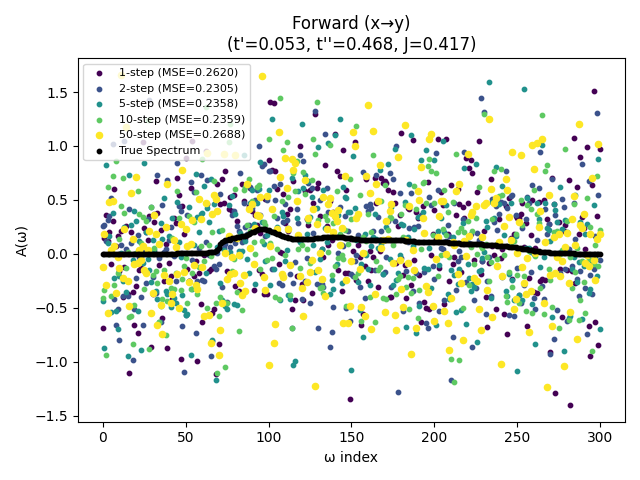 Forward (x→y)
(t'=0.053, t''=0.468, J=0.417)
1-step (MSE=0.2620)
2-step (MSE=0.2305)
5-step (MSE=0.2358)
10-step (MSE=0.2359)
50-step (MSE=0.2688)
True Spectrum
A(ω)
1.5
1.0
0.5
0.0
−0.5
−1.0
−1.5
0 50 100 150 200 250 300
ω index